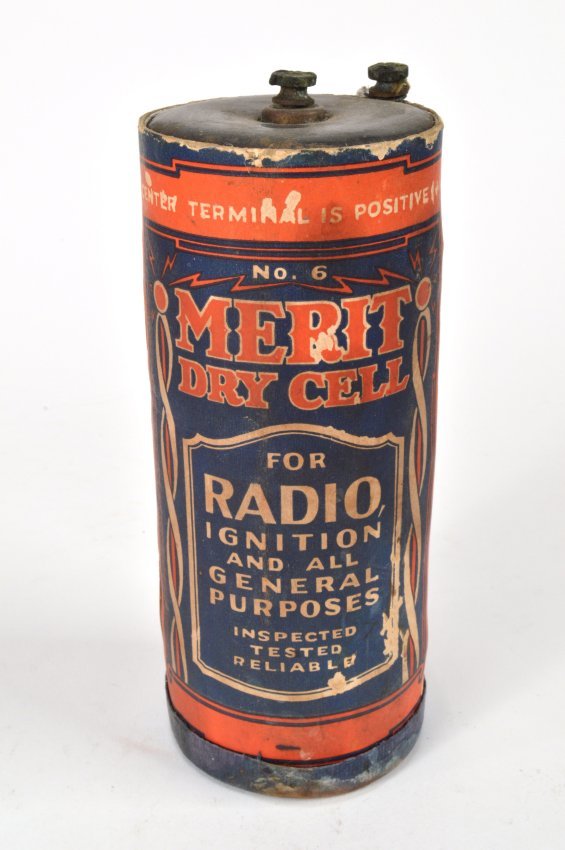 CENTER TERMINAL IS POSITIVE (+
No. 6
MERIT
DRY CELL
FOR
RADIO,
IGNITION
AND ALL
GENERAL
PURPOSES
INSPECTED
TESTED
RELIABLE